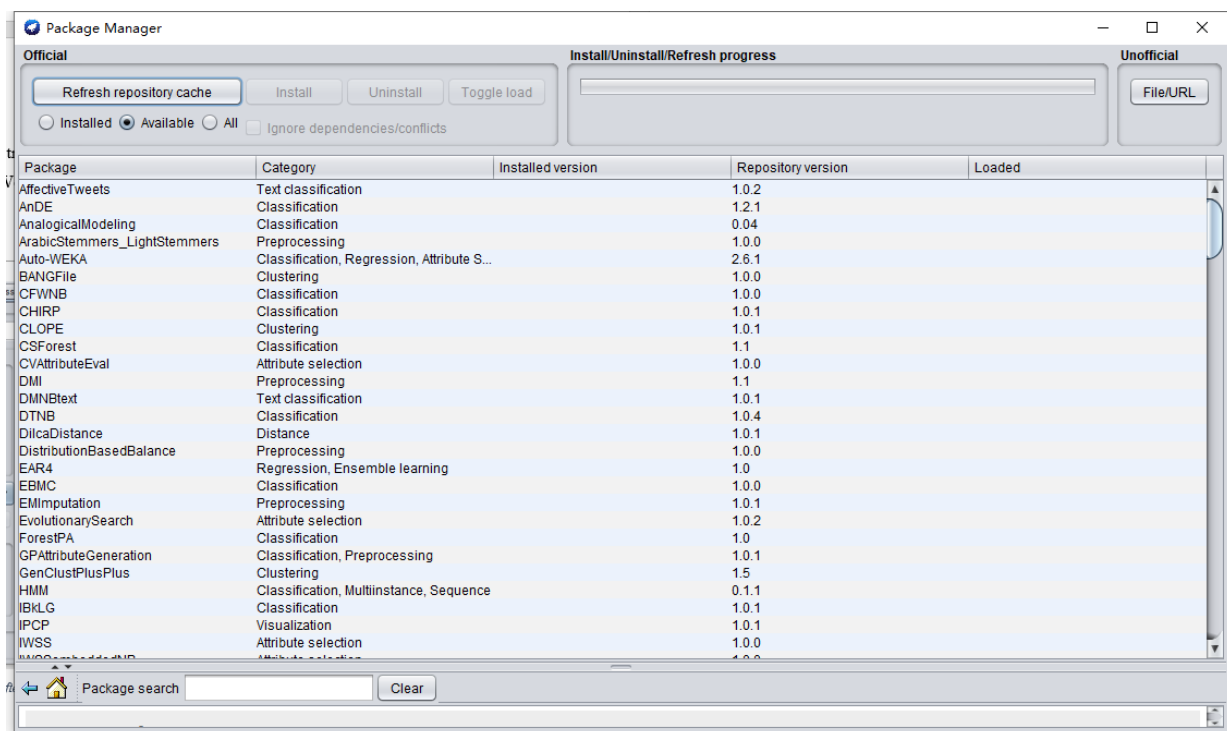 Package Manager
Official
Install/Uninstall/Refresh progress
Unofficial
Refresh repository cache Install Uninstall Toggle load File/URL
Installed Available All Ignore dependencies/conflicts
Package Category Installed version Repository version Loaded
AffectiveTweets Text classification 1.0.2
AnDE Classification 1.2.1
AnalogicalModeling Classification 0.04
ArabicStemmers_LightStemmers Preprocessing 1.0.0
Auto-WEKA Classification, Regression, Attribute S... 2.6.1
BANGFile Clustering 1.0.0
CFWNB Classification 1.0.0
CHIRP Classification 1.0.1
CLOPE Clustering 1.0.1
CSForest Classification 1.1
CVAttributeEval Attribute selection 1.0.0
DMI Preprocessing 1.1
DMNBtext Text classification 1.0.1
DTNB Classification 1.0.4
DilcaDistance Distance 1.0.1
DistributionBasedBalance Preprocessing 1.0.0
EAR4 Regression, Ensemble learning 1.0
EBMC Classification 1.0.0
EMImputation Preprocessing 1.0.1
EvolutionarySearch Attribute selection 1.0.2
ForestPA Classification 1.0
GPAttributeGeneration Classification, Preprocessing 1.0.1
GenClustPlusPlus Clustering 1.5
HMM Classification, Multiinstance, Sequence 0.1.1
IBkLG Classification 1.0.1
IPCP Visualization 1.0.1
IWSS Attribute selection 1.0.0
IWSSembeddedNB Attribute selection 1.0.0
Package search Clear